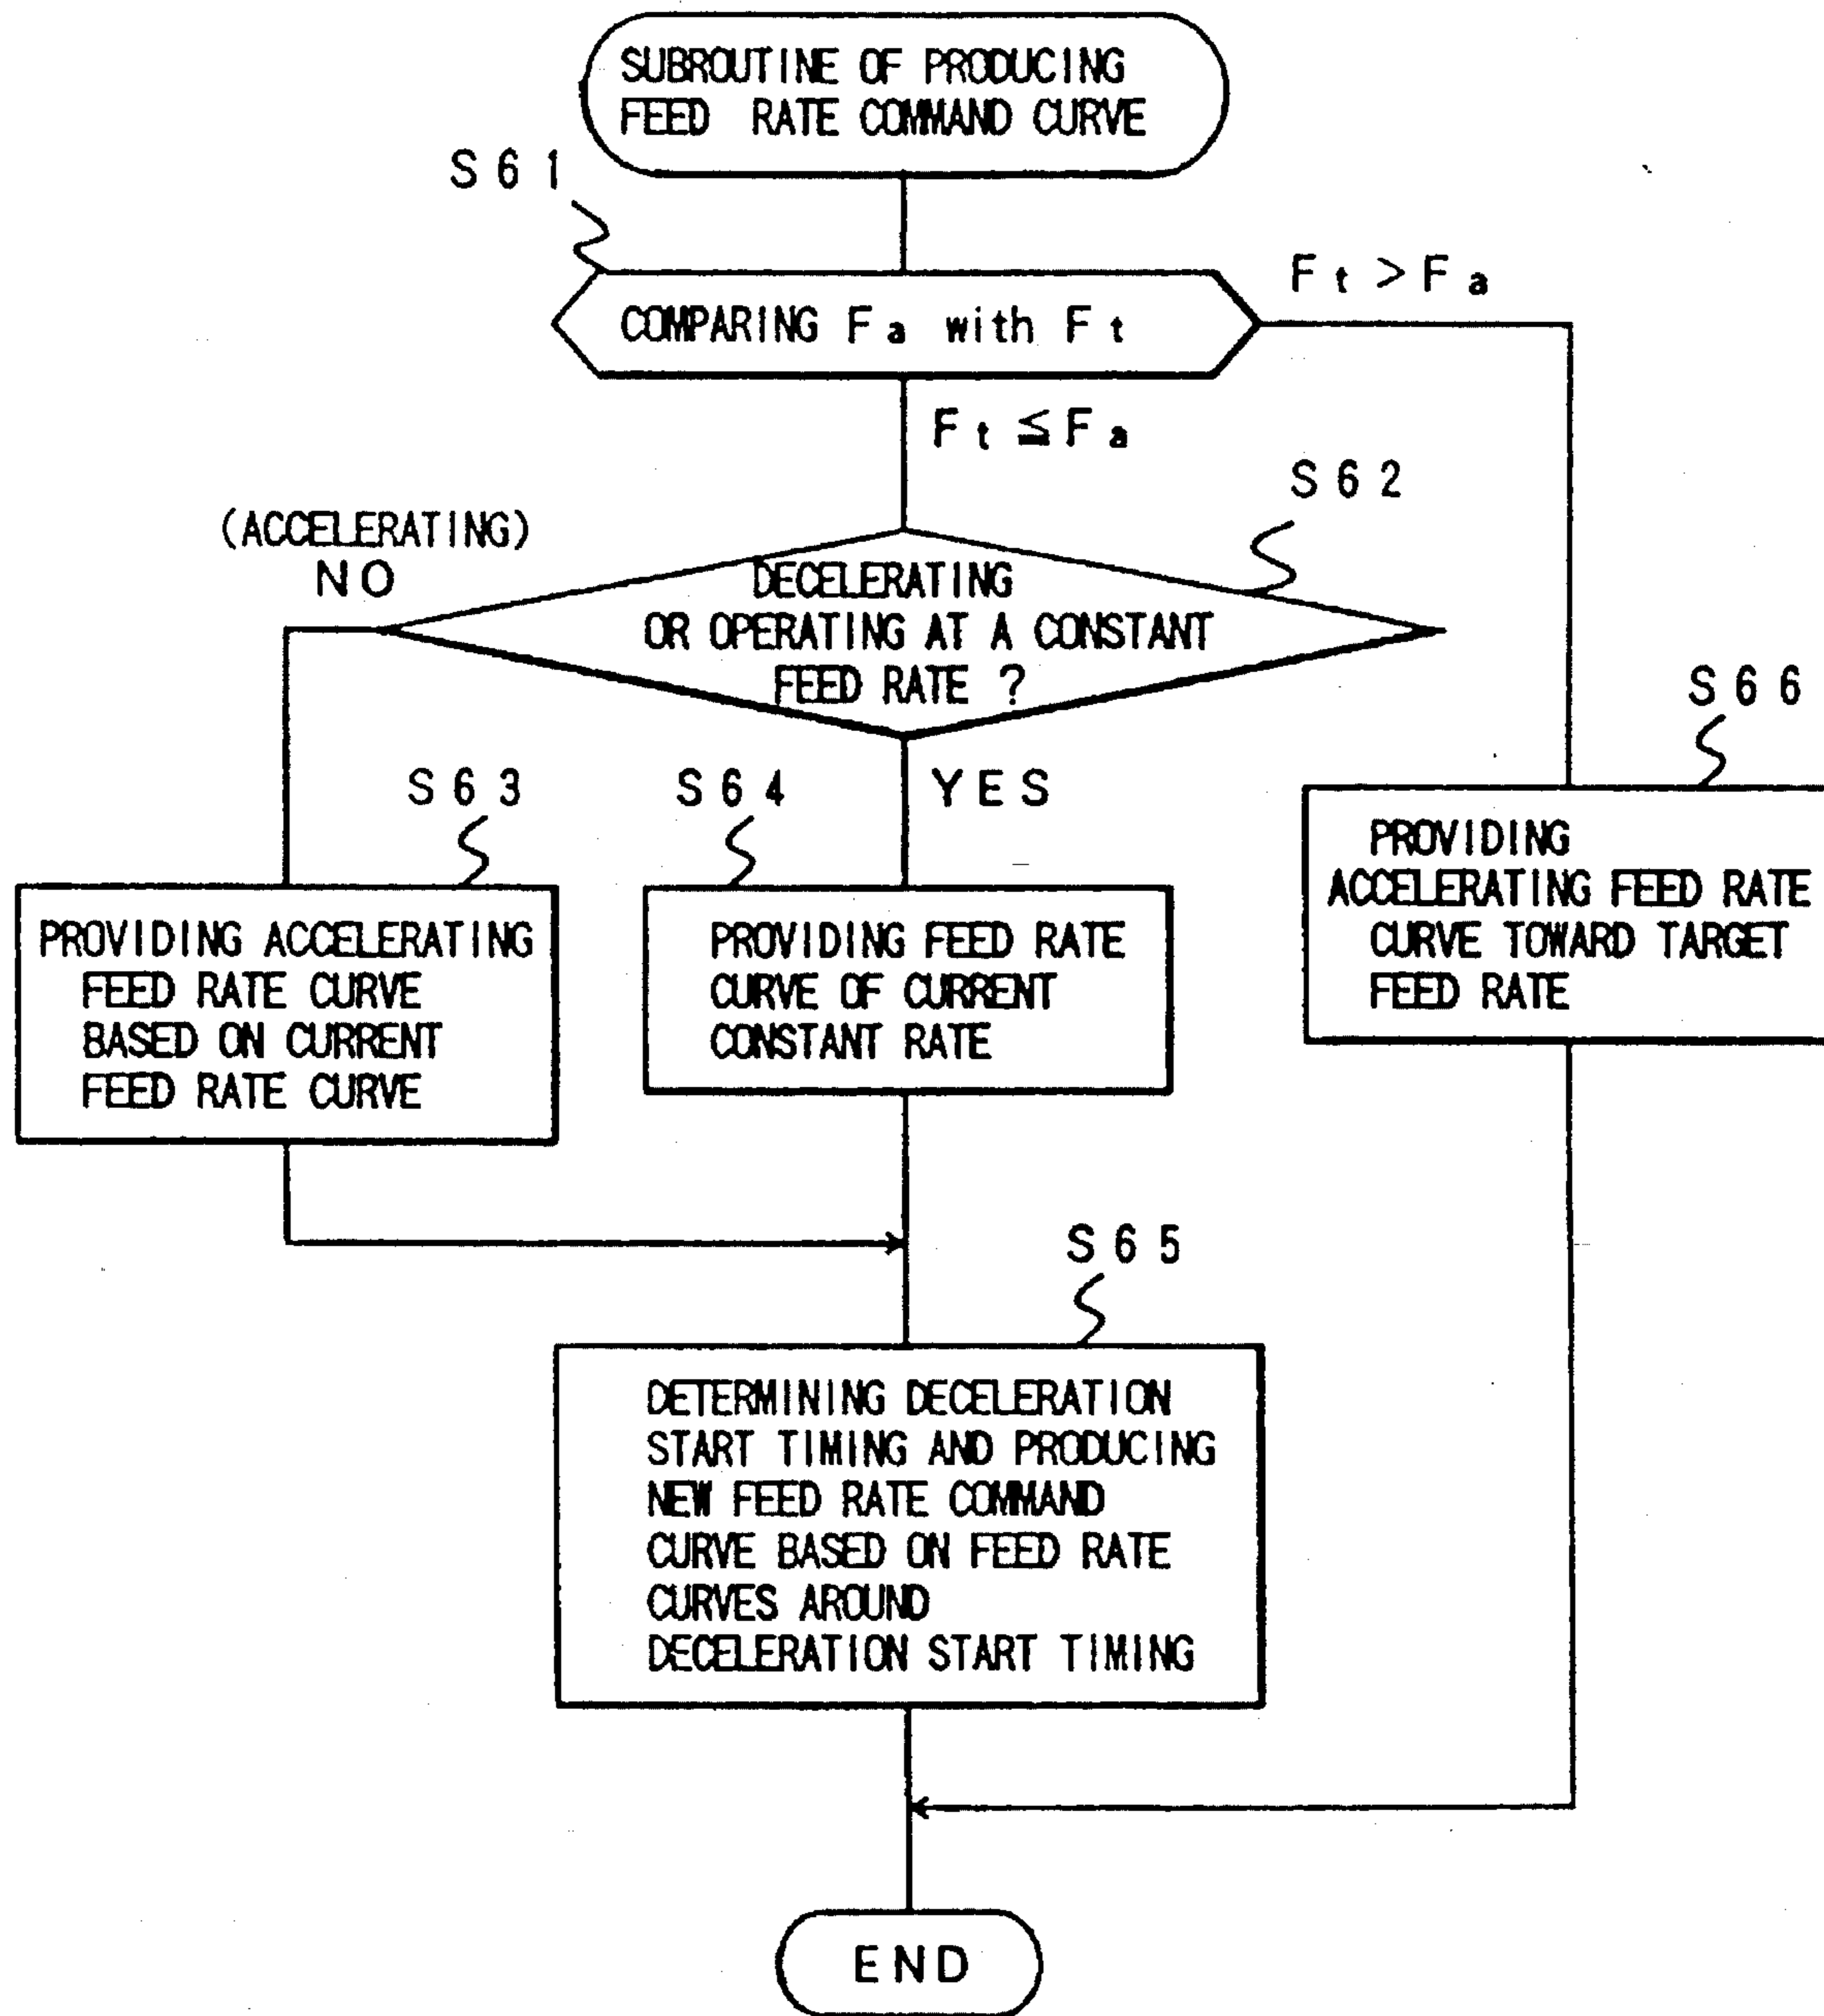 SUBROUTINE OF PRODUCING
FEED RATE COMMAND CURVE
S61
COMPARING Fa with Ft
Ft > Fa
Ft ≦ Fa
S62
(ACCELERATING)
NO
DECELERATING
OR OPERATING AT A CONSTANT
FEED RATE ?
YES
S63
PROVIDING ACCELERATING
FEED RATE CURVE
BASED ON CURRENT
FEED RATE CURVE
S64
PROVIDING FEED RATE
CURVE OF CURRENT
CONSTANT RATE
S66
PROVIDING
ACCELERATING FEED RATE
CURVE TOWARD TARGET
FEED RATE
S65
DETERMINING DECELERATION
START TIMING AND PRODUCING
NEW FEED RATE COMMAND
CURVE BASED ON FEED RATE
CURVES AROUND
DECELERATION START TIMING
END